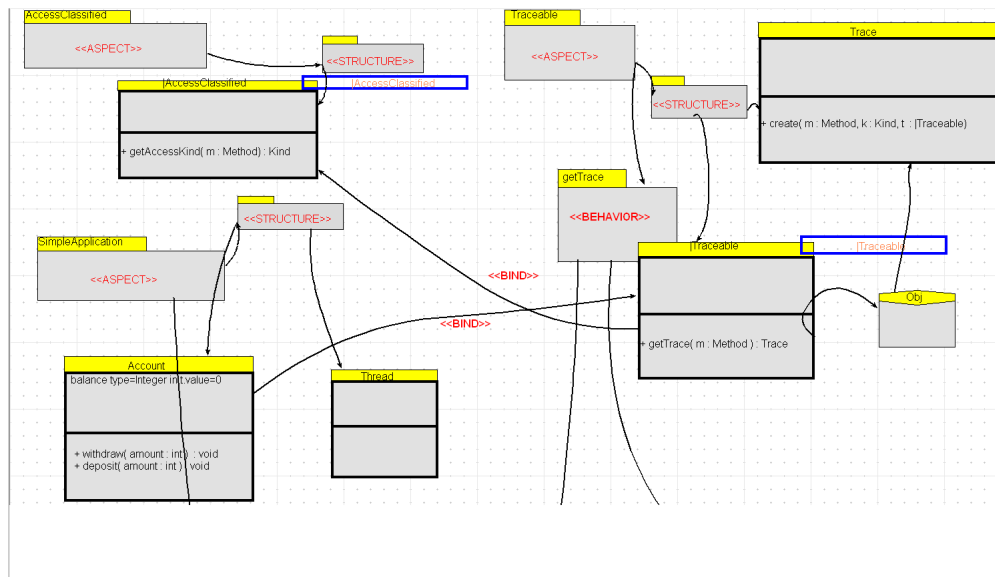 AccessClassified
<<ASPECT>>
<<STRUCTURE>>
|AccessClassified
|AccessClassified
+ getAccessKind( m : Method) : Kind
Traceable
<<ASPECT>>
<<STRUCTURE>>
Trace
+ create( m : Method, k : Kind, t : |Traceable)
getTrace
<<BEHAVIOR>>
|Traceable
|Traceable
+ getTrace( m : Method ) : Trace
Obj
<<STRUCTURE>>
SimpleApplication
<<ASPECT>>
<<BIND>>
<<BIND>>
Account
balance type=Integer init.value=0
+ withdraw( amount : int ) : void
+ deposit( amount : int ) : void
Thread